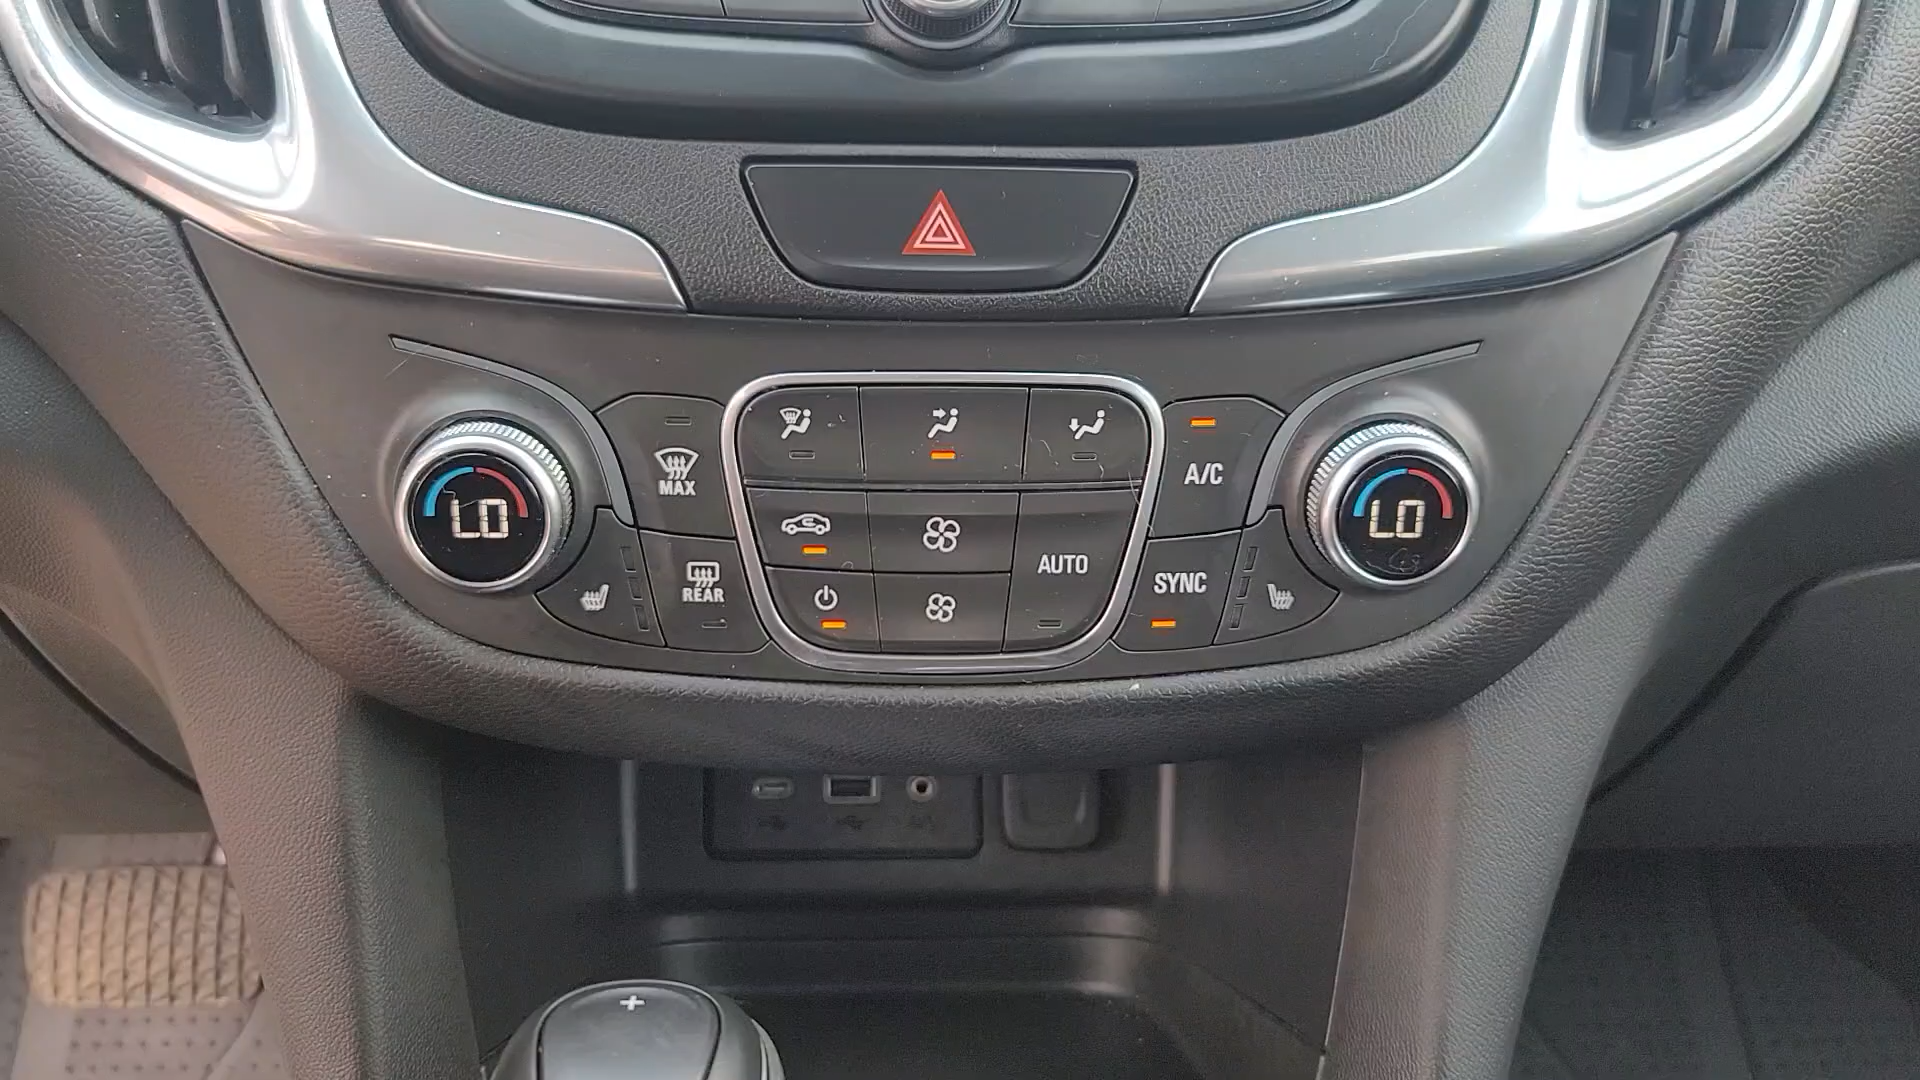 MAX
A/C
LO
LO
AUTO
REAR
SYNC
+